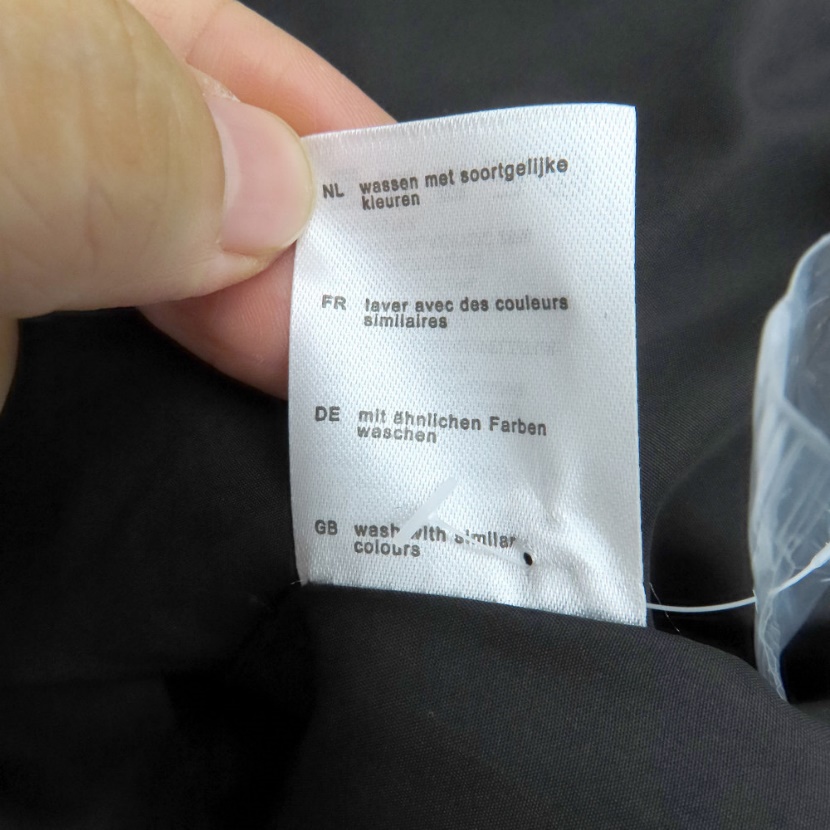 NL wassen met soortgelijke
kleuren
FR laver avec des couleurs
similaires
DE mit ähnlichen Farben
waschen
GB wash with similar
colours